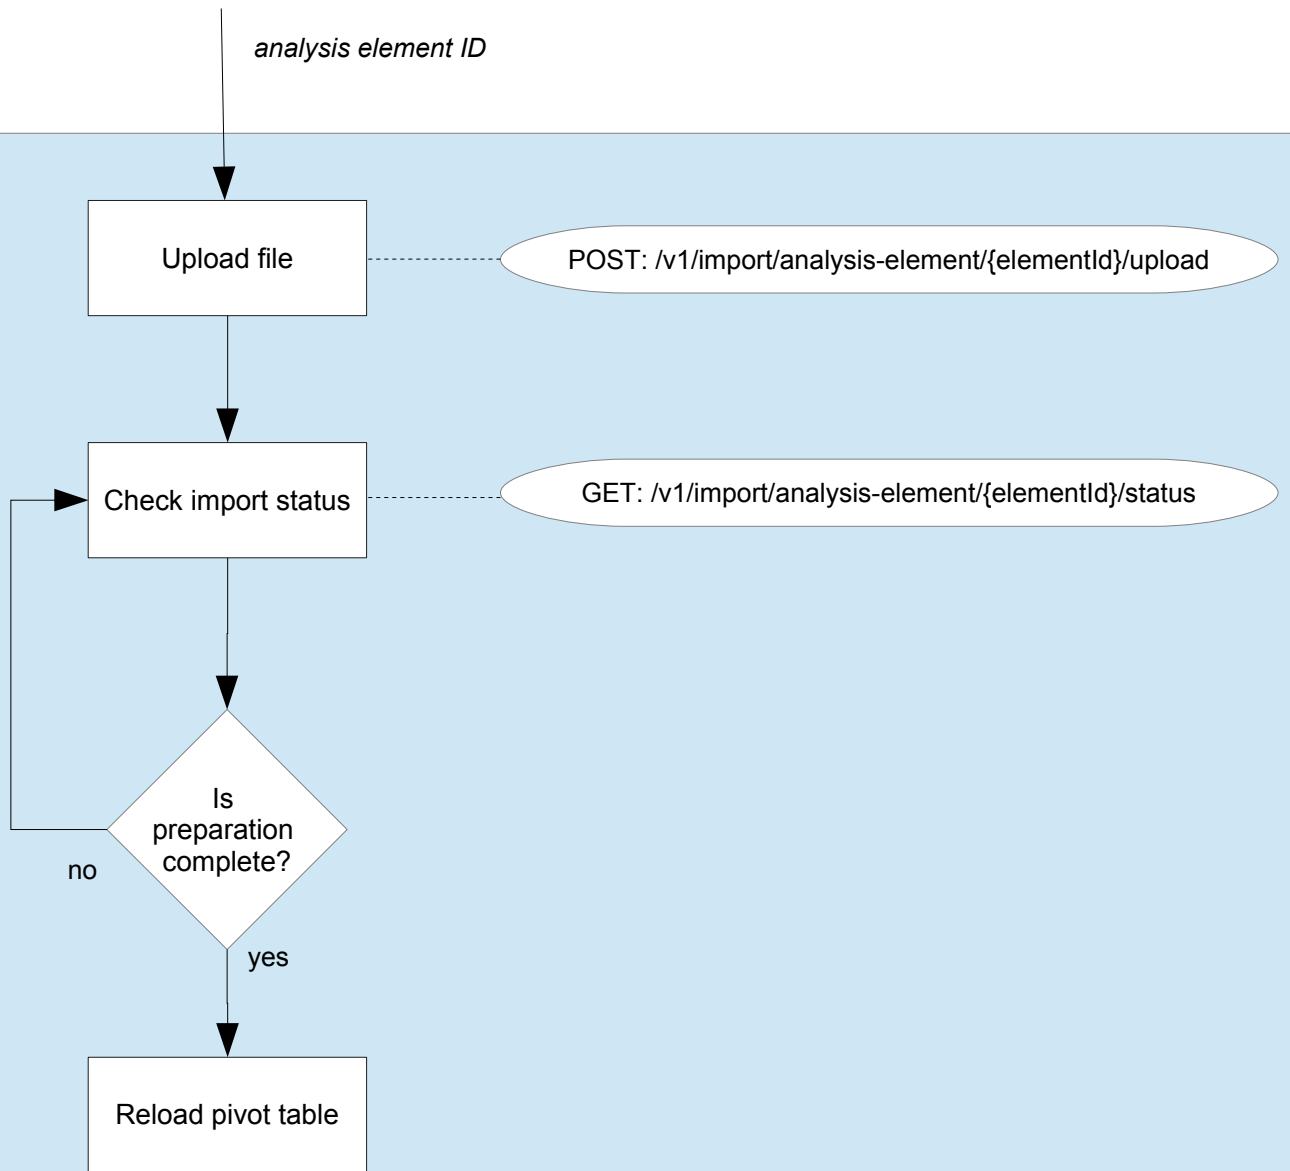 analysis element ID
Upload file
POST: /v1/import/analysis-element/{elementId}/upload
Check import status
GET: /v1/import/analysis-element/{elementId}/status
Is
preparation
complete?
no
yes
Reload pivot table